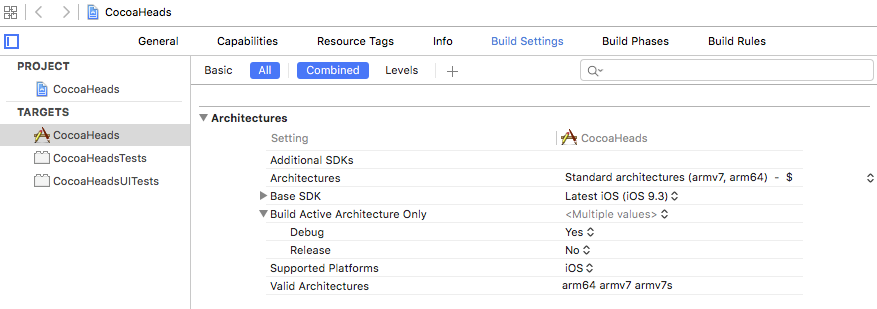 CocoaHeads
General Capabilities Resource Tags Info Build Settings Build Phases Build Rules
PROJECT
CocoaHeads
TARGETS
CocoaHeads
CocoaHeadsTests
CocoaHeadsUITests
Basic All Combined Levels +
Architectures
Setting CocoaHeads
Additional SDKs
Architectures Standard architectures (armv7, arm64) - $
Base SDK Latest iOS (iOS 9.3)
Build Active Architecture Only <Multiple values>
Debug Yes
Release No
Supported Platforms iOS
Valid Architectures arm64 armv7 armv7s